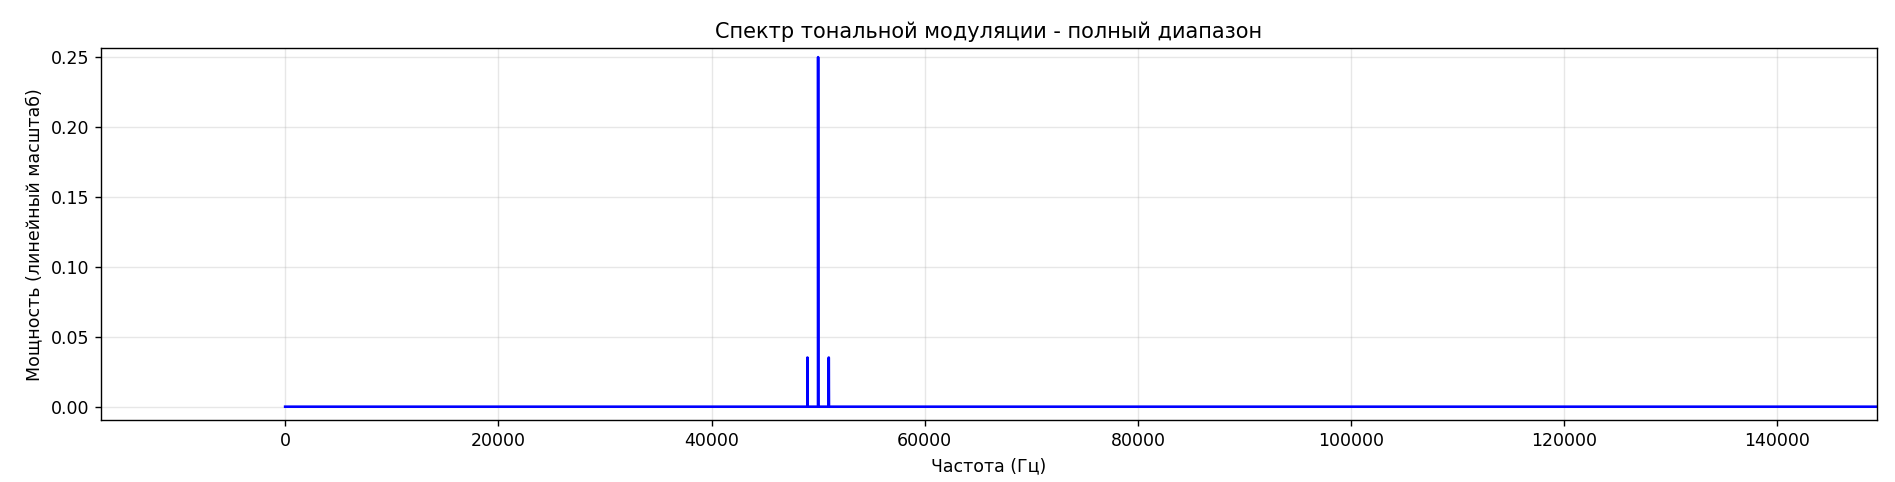 Спектр тональной модуляции - полный диапазон
Мощность (линейный масштаб)
0.25
0.20
0.15
0.10
0.05
0.00
0 20000 40000 60000 80000 100000 120000 140000
Частота (Гц)